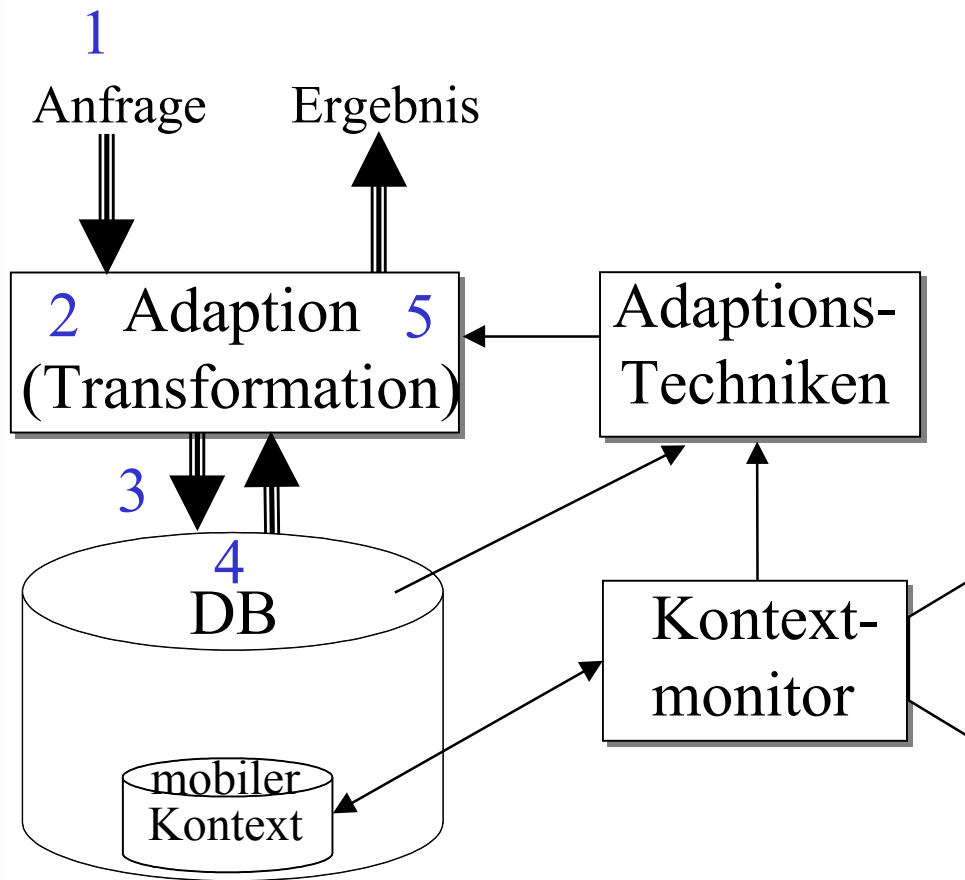 1
Anfrage Ergebnis
2 Adaption 5
(Transformation)
Adaptions-
Techniken
3
4
DB
Kontext-
monitor
mobiler
Kontext